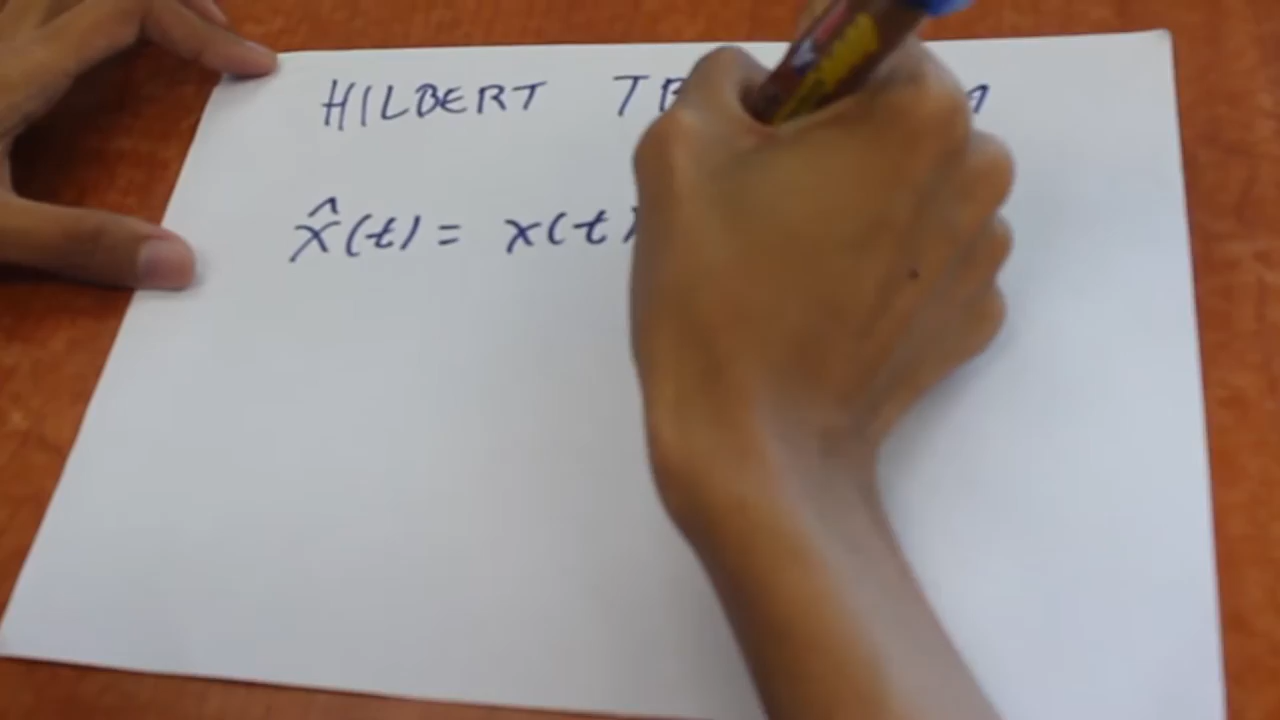 HILBERT
x̂(t) = x(t)